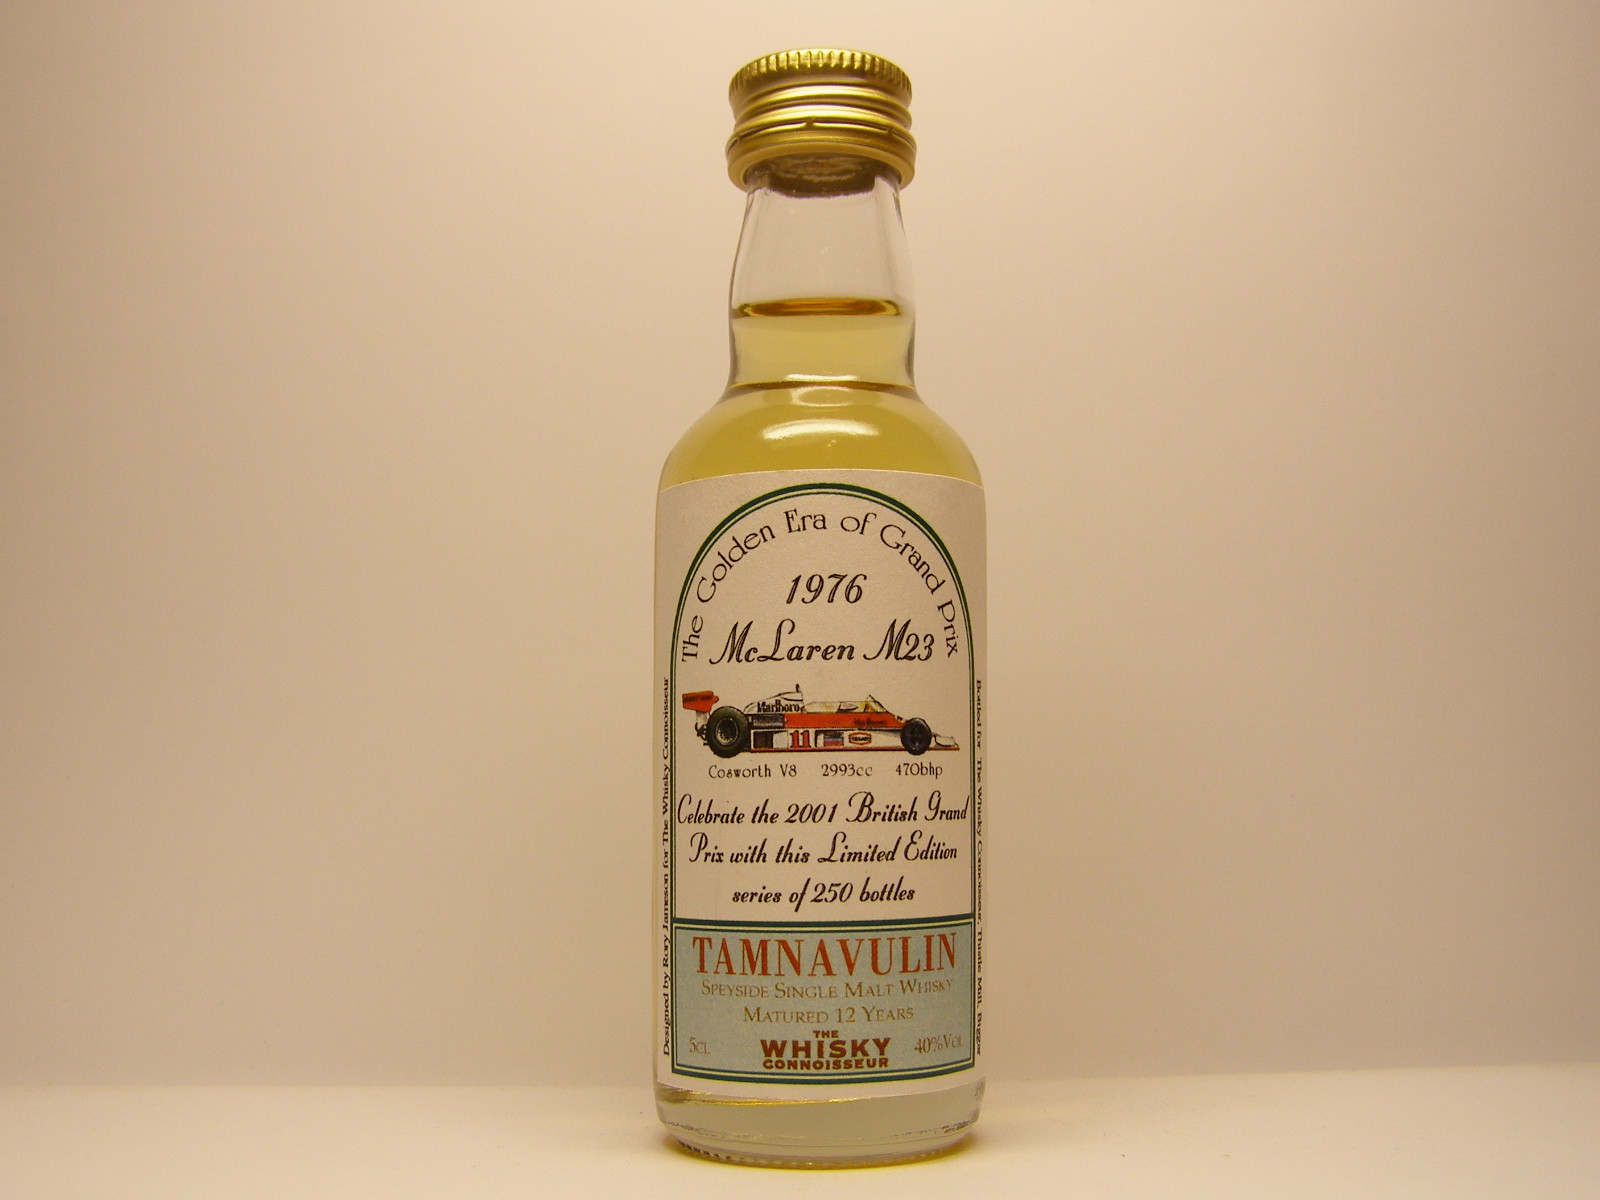 The Golden Era of Grand Prix
1976
McLaren M23
Marlboro
11
Cosworth V8 2993cc 470bhp
Celebrate the 2001 British Grand
Prix with this Limited Edition
series of 250 bottles
TAMNAVULIN
SPEYSIDE SINGLE MALT WHISKY
MATURED 12 YEARS
5CL
THE
WHISKY
CONNOISSEUR
40%VOL
Designed by Rory Jameson for The Whisky Connoisseur
Bottled for The Whisky Connoisseur, Thistle Mill, Biggar